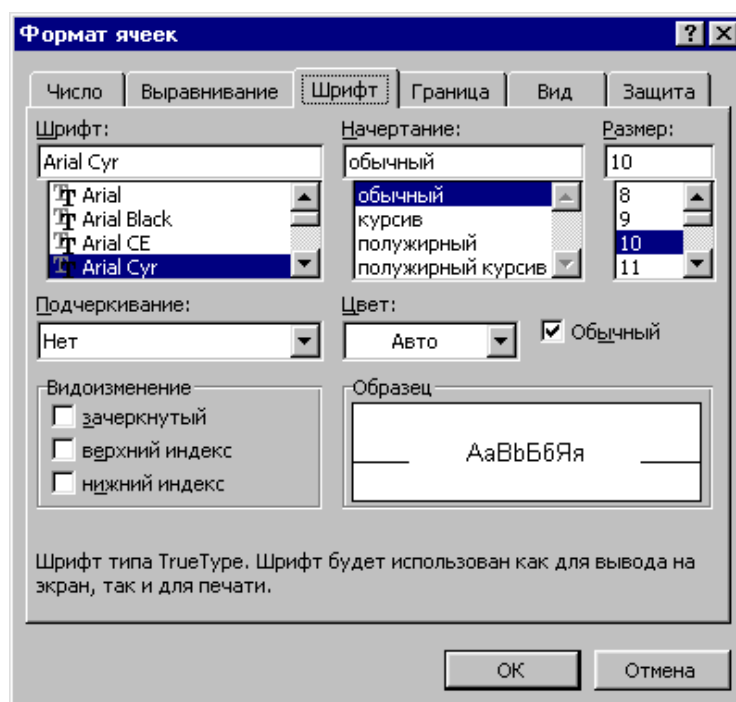 Формат ячеек
Число Выравнивание Шрифт Граница Вид Защита
Шрифт: Начертание: Размер:
Arial Cyr обычный 10
Arial обычный 8
Arial Black курсив 9
Arial CE полужирный 10
Arial Cyr полужирный курсив 11
Подчеркивание: Цвет:
Нет Авто Обычный
Видоизменение Образец
зачеркнутый
верхний индекс АаВbБбЯя
нижний индекс
Шрифт типа TrueType. Шрифт будет использован как для вывода на
экран, так и для печати.
ОК Отмена